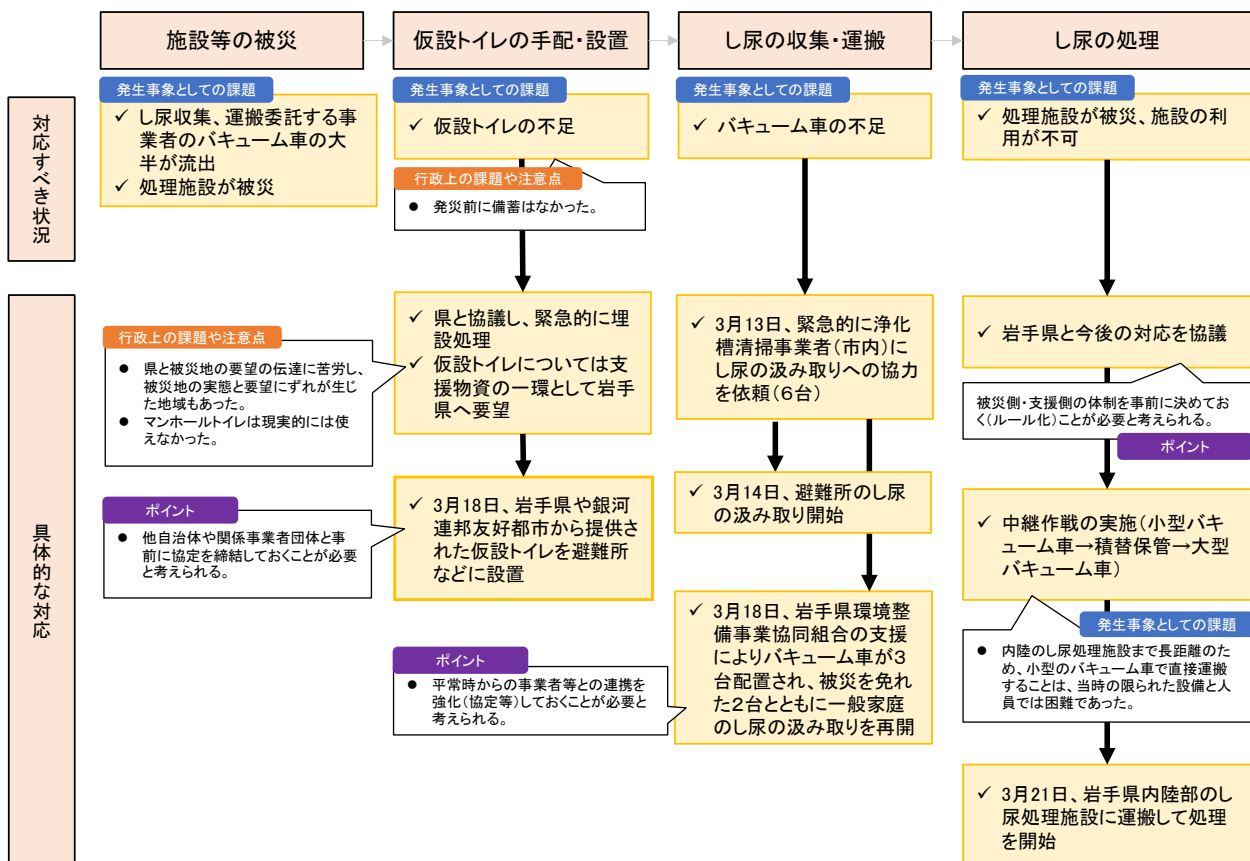 施設等の被災
仮設トイレの手配・設置
し尿の収集・運搬
し尿の処理
対応すべき状況
発生事象としての課題
✓ し尿収集、運搬委託する事
業者のバキューム車の大
半が流出
✓ 処理施設が被災
発生事象としての課題
✓ 仮設トイレの不足
行政上の課題や注意点
● 発災前に備蓄はなかった。
発生事象としての課題
✓ バキューム車の不足
発生事象としての課題
✓ 処理施設が被災、施設の利
用が不可
具体的な対応
行政上の課題や注意点
● 県と被災地の要望の伝達に苦労し、
被災地の実態と要望にずれが生じ
た地域もあった。
● マンホールトイレは現実的には使
えなかった。
ポイント
● 他自治体や関係事業者団体と事
前に協定を締結しておくことが必要
と考えられる。
✓ 県と協議し、緊急的に埋
設処理
✓ 仮設トイレについては支
援物資の一環として岩手
県へ要望
✓ 3月18日、岩手県や銀河
連邦友好都市から提供さ
れた仮設トイレを避難所
などに設置
ポイント
● 平常時からの事業者等との連携を
強化(協定等)しておくことが必要と
考えられる。
✓ 3月13日、緊急的に浄化
槽清掃事業者(市内)に
し尿の汲み取りへの協力
を依頼(6台)
✓ 3月14日、避難所のし尿
の汲み取り開始
✓ 3月18日、岩手県環境整
備事業協同組合の支援
によりバキューム車が3
台配置され、被災を免れ
た2台とともに一般家庭
のし尿の汲み取りを再開
✓ 岩手県と今後の対応を協議
被災側・支援側の体制を事前に決めてお
く(ルール化)ことが必要と考えられる。
ポイント
✓ 中継作戦の実施(小型バキ
ューム車→積替保管→大型
バキューム車)
発生事象としての課題
● 内陸のし尿処理施設まで長距離のた
め、小型のバキューム車で直接運搬
することは、当時の限られた設備と人
員では困難であった。
✓ 3月21日、岩手県内陸部のし
尿処理施設に運搬して処理
を開始